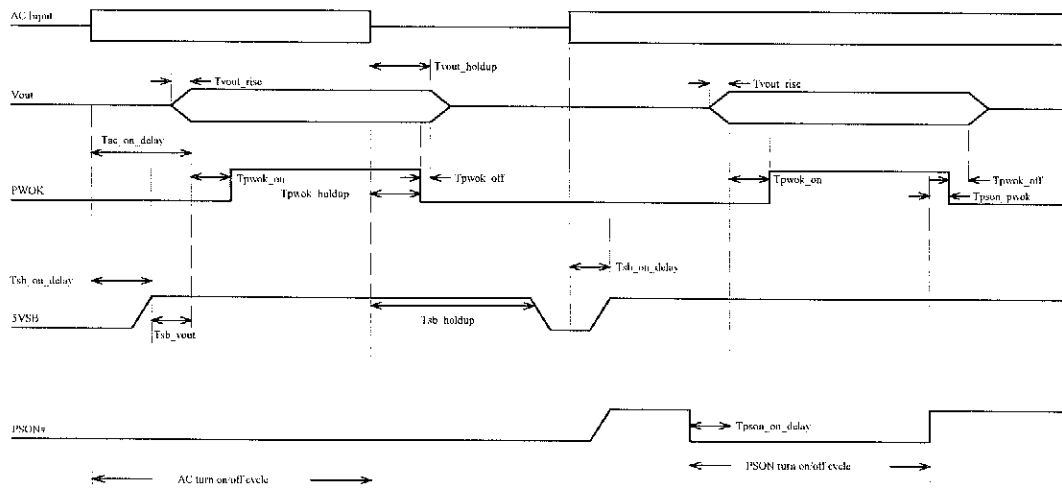 AC Input
Tvout_holdup
Tvout_rise
Tvout_rise
Vout
Tac_on_delay
Tpwok_on
Tpwok_off
Tpwok_on
Tpwok_off
Tpwok_holdup
Tpson_pwok
PWOK
Tsb_on_delay
Tsb_on_delay
5VSB
Tsb_vout
Tsb_holdup
PSON#
Tpson_on_delay
AC turn on/off cycle
PSON turn on/off cycle